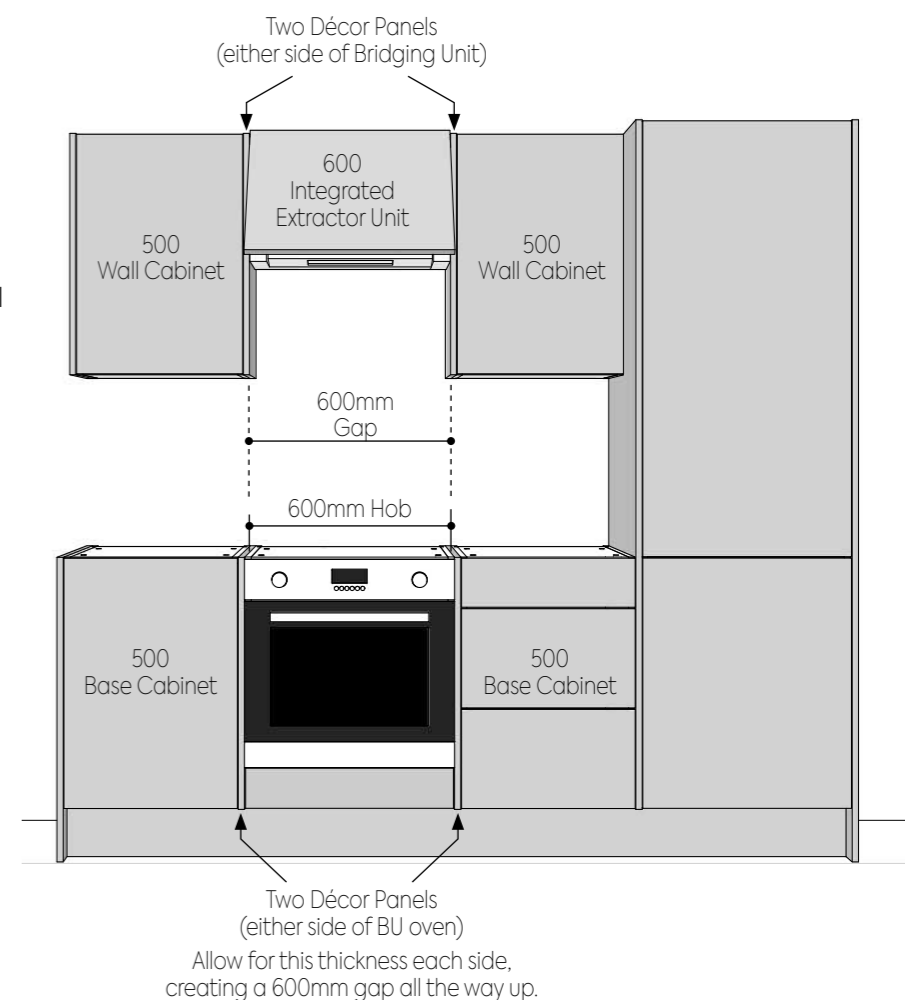 Two Décor Panels
(either side of Bridging Unit)
600
Integrated
Extractor Unit
500
Wall Cabinet
500
Wall Cabinet
600mm
Gap
600mm Hob
500
Base Cabinet
500
Base Cabinet
Two Décor Panels
(either side of BU oven)
Allow for this thickness each side,
creating a 600mm gap all the way up.